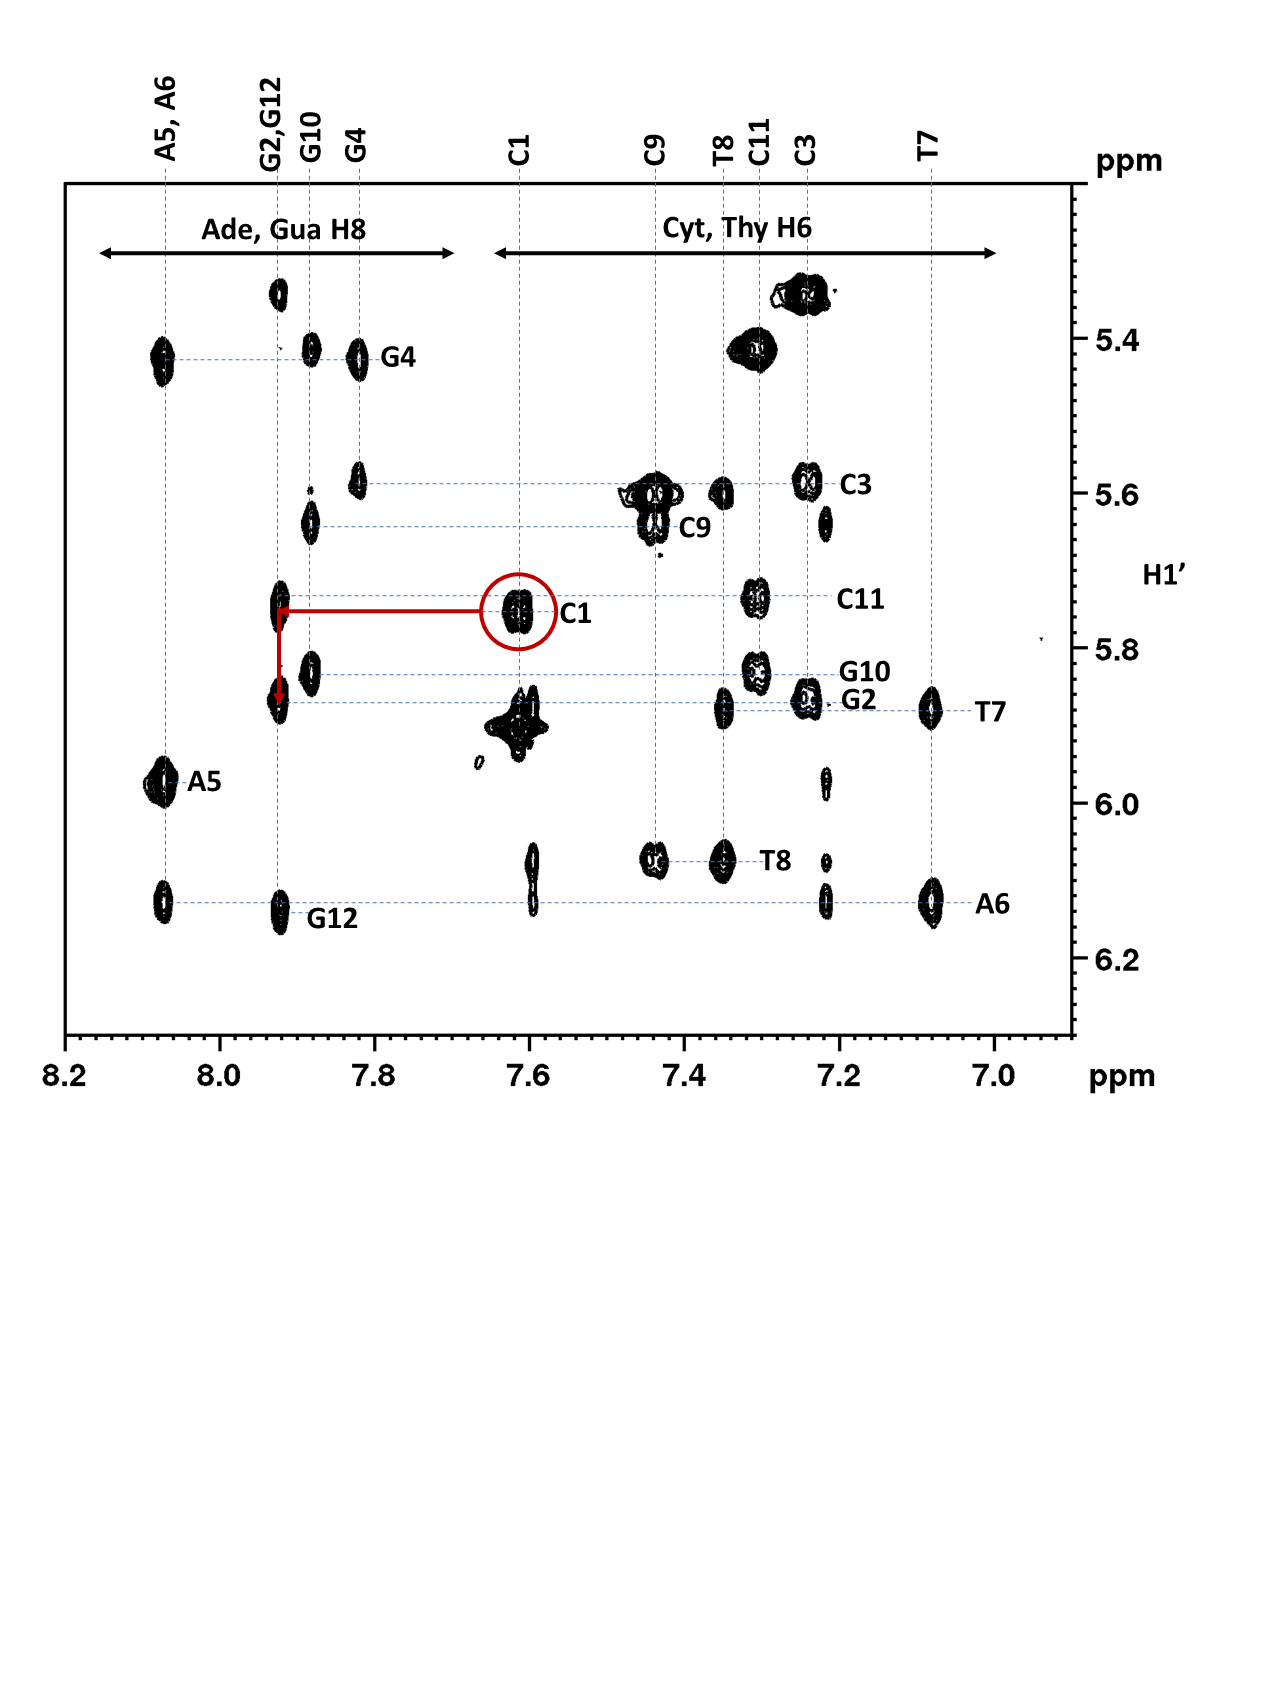 A5, A6
G2,G12
G10
G4
C1
C9
T8
C11
C3
T7
ppm
Ade, Gua H8
Cyt, Thy H6
5.4
G4
C3
5.6
C9
H1’
C11
C1
5.8
G10
G2
T7
A5
6.0
T8
A6
G12
6.2
8.2 8.0 7.8 7.6 7.4 7.2 7.0 ppm